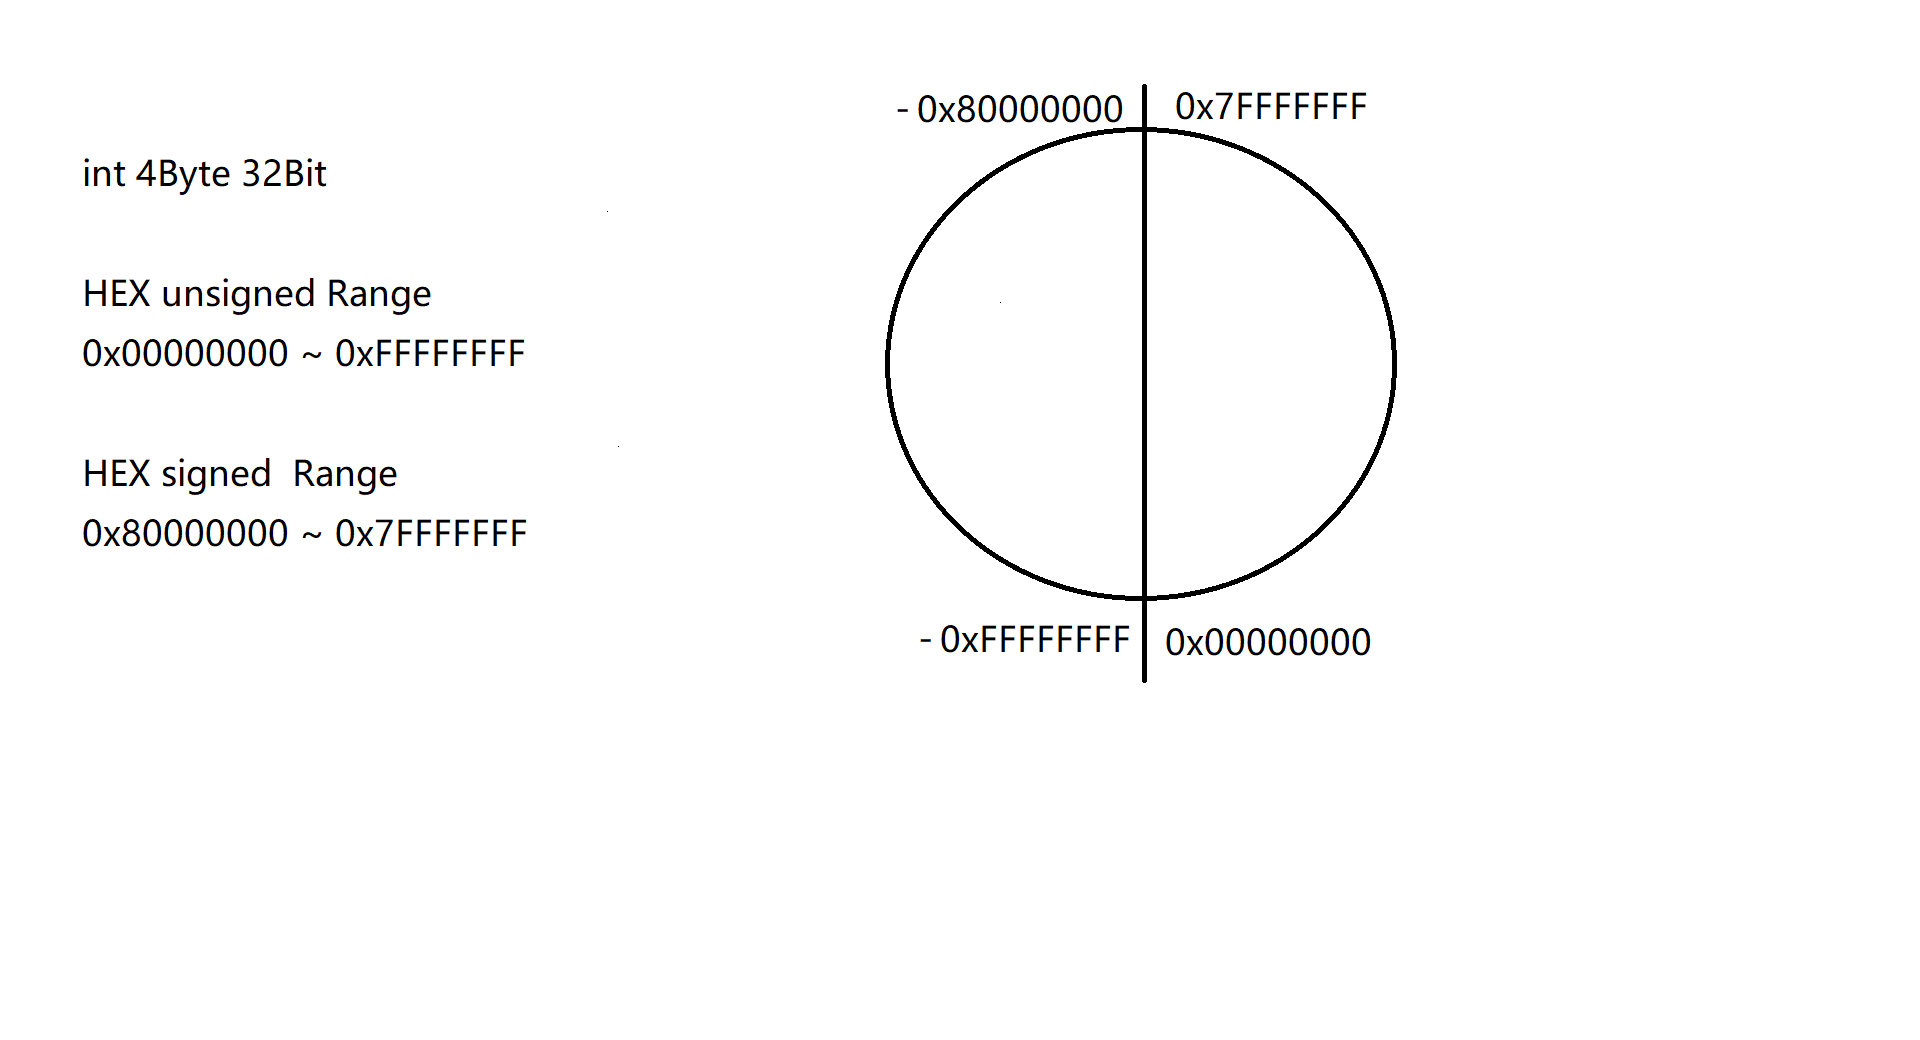 int 4Byte 32Bit
HEX unsigned Range
0x00000000 ~ 0xFFFFFFFF
HEX signed  Range
0x80000000 ~ 0x7FFFFFFF
- 0x80000000
0x7FFFFFFF
- 0xFFFFFFFF
0x00000000